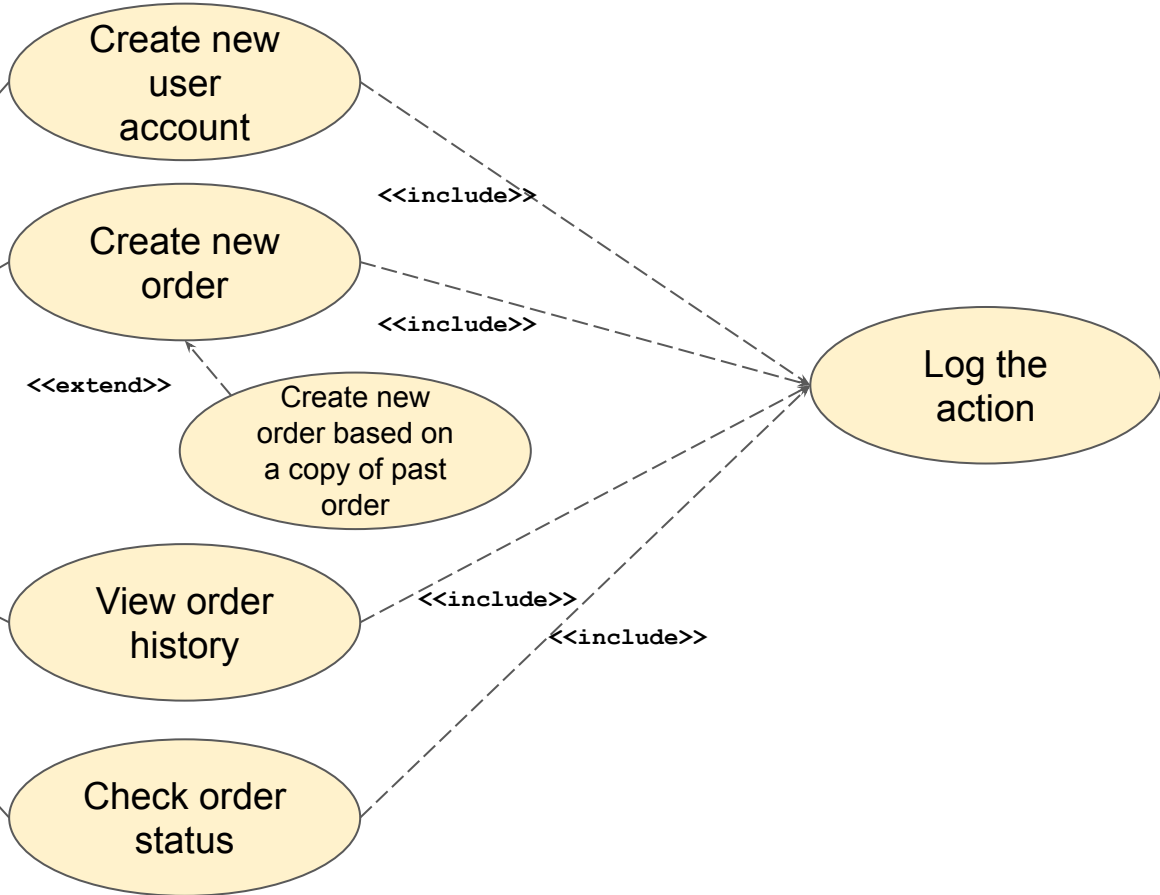 Create new
user
account
<<include>>
Create new
order
<<include>>
<<extend>>
Create new
order based on
a copy of past
order
Log the
action
View order
history
<<include>>
<<include>>
Check order
status